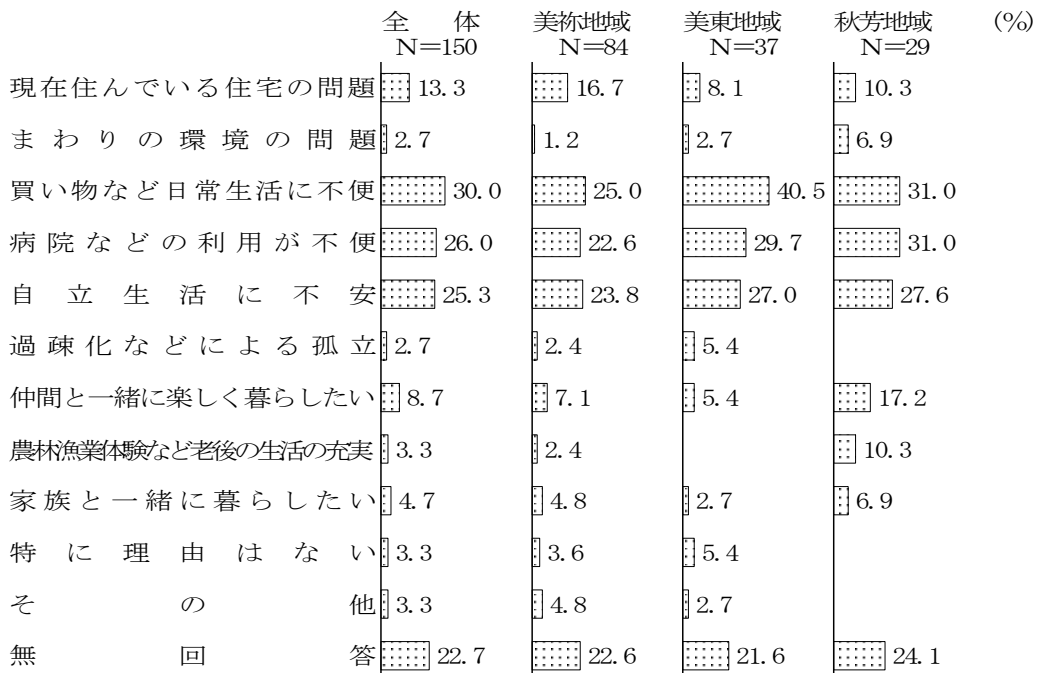 全 体 美祢地域 美東地域 秋芳地域 (%)
N=150 N=84 N=37 N=29
現在住んでいる住宅の問題 13.3 16.7 8.1 10.3
まわりの環境の問題 2.7 1.2 2.7 6.9
買い物など日常生活に不便 30.0 25.0 40.5 31.0
病院などの利用が不便 26.0 22.6 29.7 31.0
自立生活に不安 25.3 23.8 27.0 27.6
過疎化などによる孤立 2.7 2.4 5.4
仲間と一緒に楽しく暮らしたい 8.7 7.1 5.4 17.2
農林漁業体験など老後の生活の充実 3.3 2.4 10.3
家族と一緒に暮らしたい 4.7 4.8 2.7 6.9
特に理由はない 3.3 3.6 5.4
その他 3.3 4.8 2.7
無回答 22.7 22.6 21.6 24.1